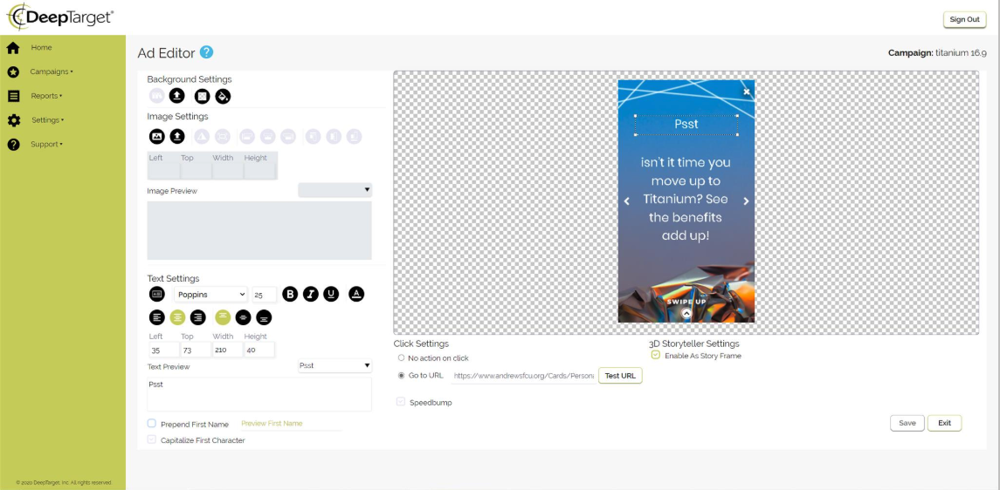 DeepTarget®
Sign Out
Home
Campaigns
Reports
Settings
Support
Ad Editor ?
Campaign: titanium 16.9
Background Settings
Image Settings
Left Top Width Height
Image Preview
Text Settings
Poppins 25 B I U A
Left Top Width Height
35 73 210 40
Text Preview Psst
Psst
Prepend First Name Preview First Name
Capitalize First Character
Psst
isn't it time you
move up to
Titanium? See
the benefits
add up!
SWIPE UP
Click Settings
No action on click
Go to URL https://www.andrewsfcu.org/Cards/Person Test URL
Speedbump
3D Storyteller Settings
Enable As Story Frame
Save Exit
© 2020 DeepTarget, Inc. All rights reserved